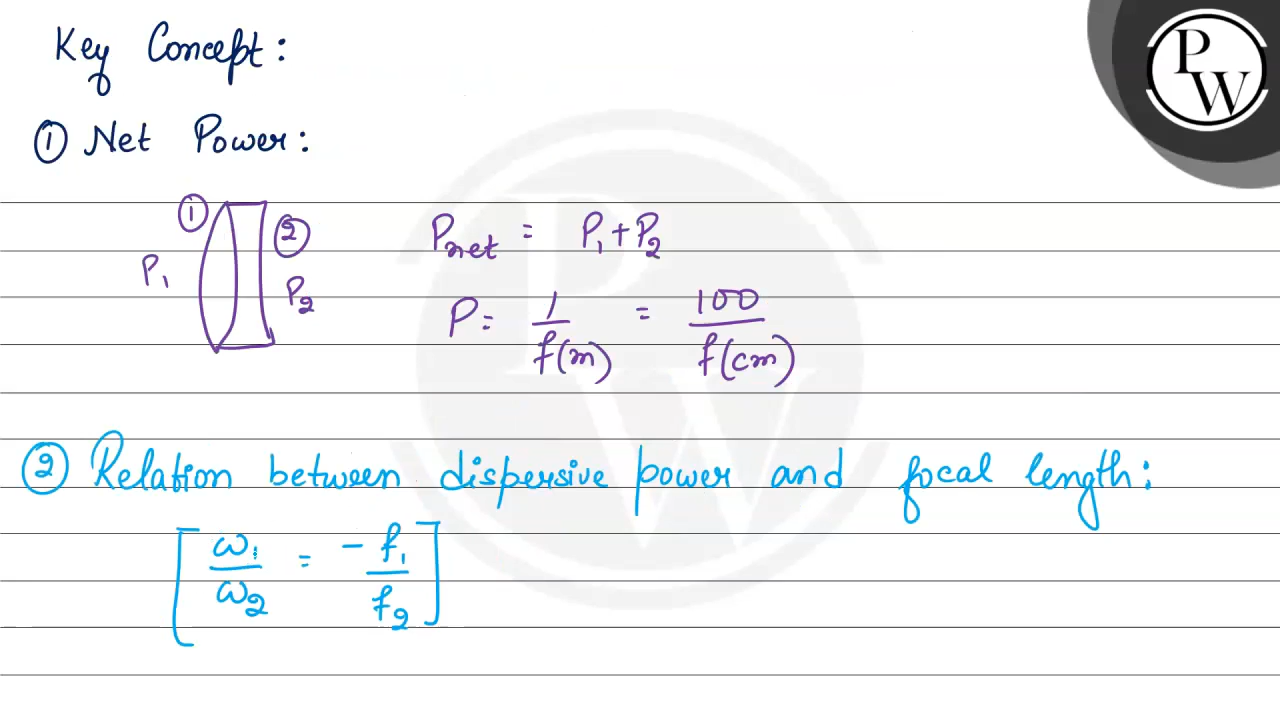 Key Concept:
① Net Power:
① ②
P₁ P₂
Pnet = P₁+P₂
P = 1/f(m) = 100/f(cm)
② Relation between dispersive power and focal length:
[ω₁/ω₂ = -f₁/f₂]
PW
PW